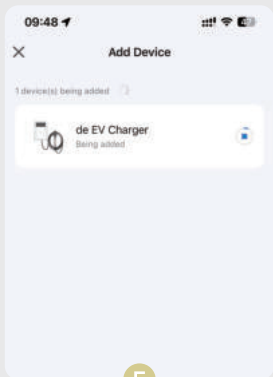 09:48
Add Device
1 device(s) being added
de EV Charger
Being added